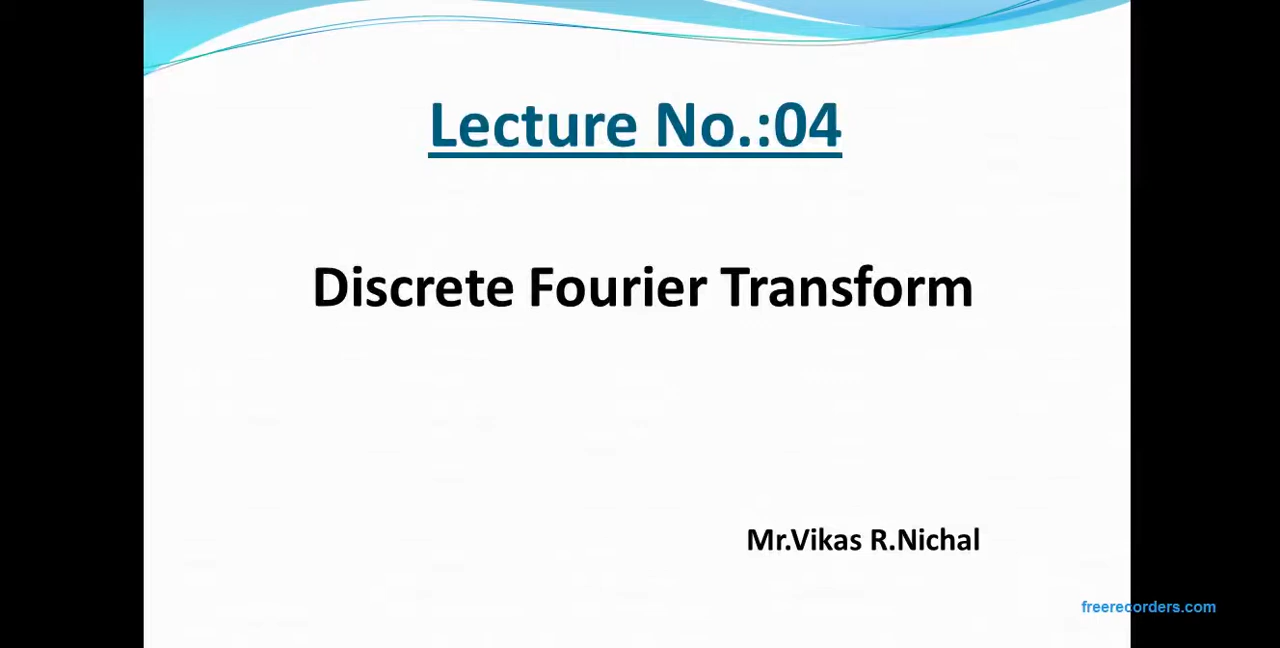 Lecture No.:04
Discrete Fourier Transform
Mr.Vikas R.Nichal
freerecorders.com